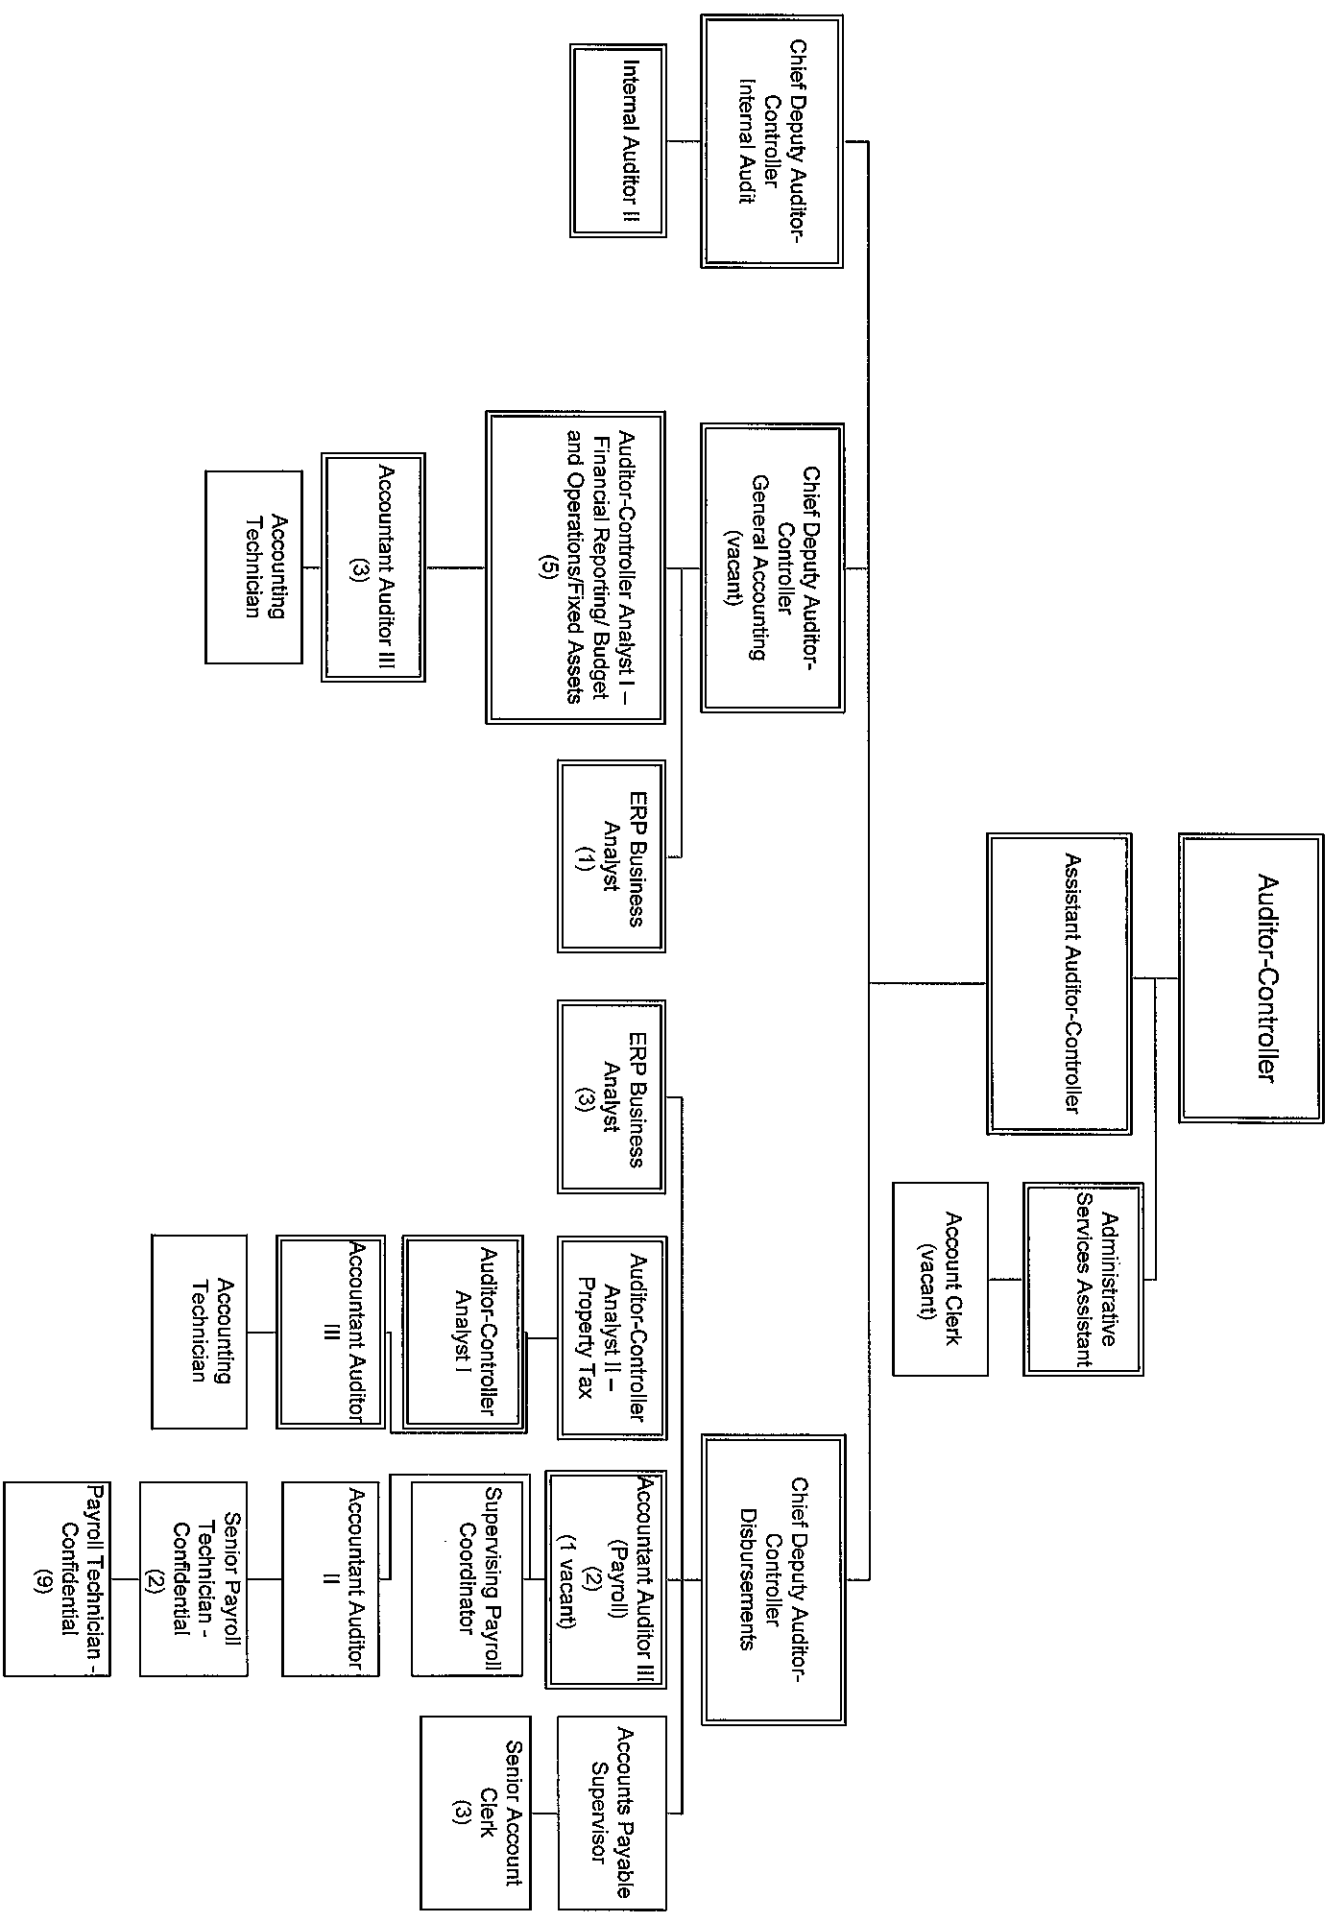 Auditor-Controller
Assistant Auditor-Controller
Administrative
Services Assistant
Account Clerk
(vacant)
Chief Deputy Auditor-
Controller
Internal Audit
Internal Auditor II
Chief Deputy Auditor-
Controller
General Accounting
(vacant)
Auditor-Controller Analyst I –
Financial Reporting/ Budget
and Operations/Fixed Assets
(5)
Accountant Auditor III
(3)
Accounting
Technician
ERP Business
Analyst
(1)
Chief Deputy Auditor-
Controller
Disbursements
ERP Business
Analyst
(3)
Auditor-Controller
Analyst II –
Property Tax
Auditor-Controller
Analyst I
Accountant Auditor
III
Accounting
Technician
Accountant Auditor III
(Payroll)
(2)
(1 vacant)
Supervising Payroll
Coordinator
Accountant Auditor
II
Senior Payroll
Technician -
Confidential
(2)
Payroll Technician -
Confidential
(9)
Accounts Payable
Supervisor
Senior Account
Clerk
(3)